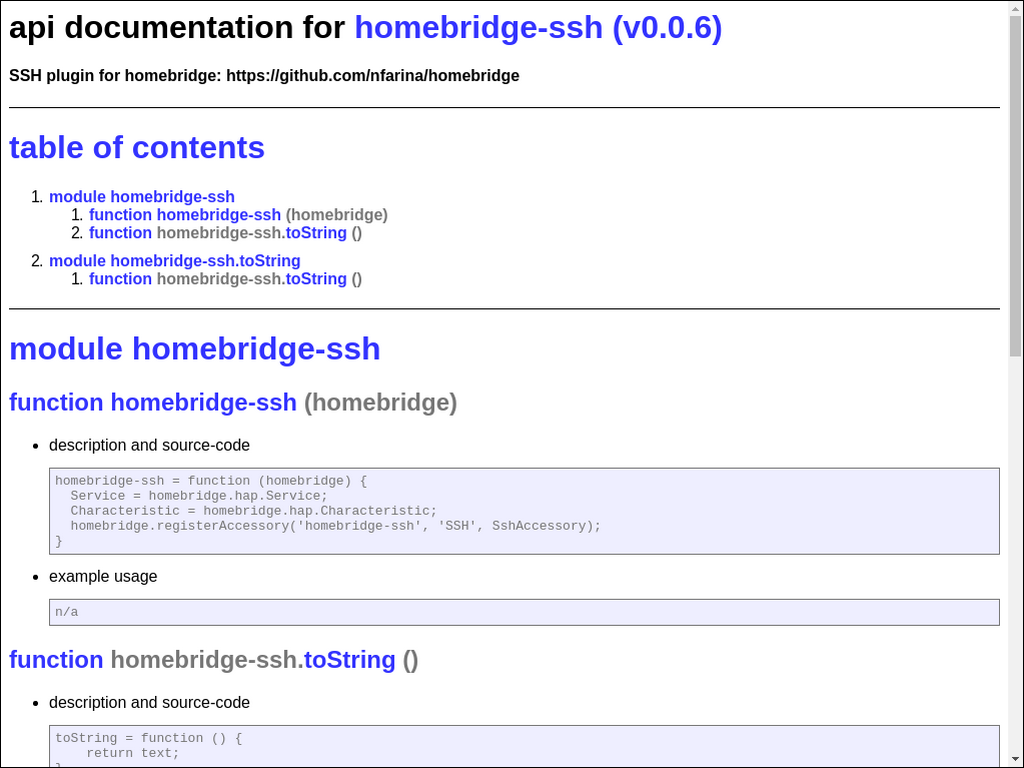 api documentation for homebridge-ssh (v0.0.6)
SSH plugin for homebridge: https://github.com/nfarina/homebridge
table of contents
1. module homebridge-ssh
1. function homebridge-ssh (homebridge)
2. function homebridge-ssh.toString ()
2. module homebridge-ssh.toString
1. function homebridge-ssh.toString ()
module homebridge-ssh
function homebridge-ssh (homebridge)
• description and source-code
homebridge-ssh = function (homebridge) {
  Service = homebridge.hap.Service;
  Characteristic = homebridge.hap.Characteristic;
  homebridge.registerAccessory('homebridge-ssh', 'SSH', SshAccessory);
}
• example usage
n/a
function homebridge-ssh.toString ()
• description and source-code
toString = function () {
    return text;
}